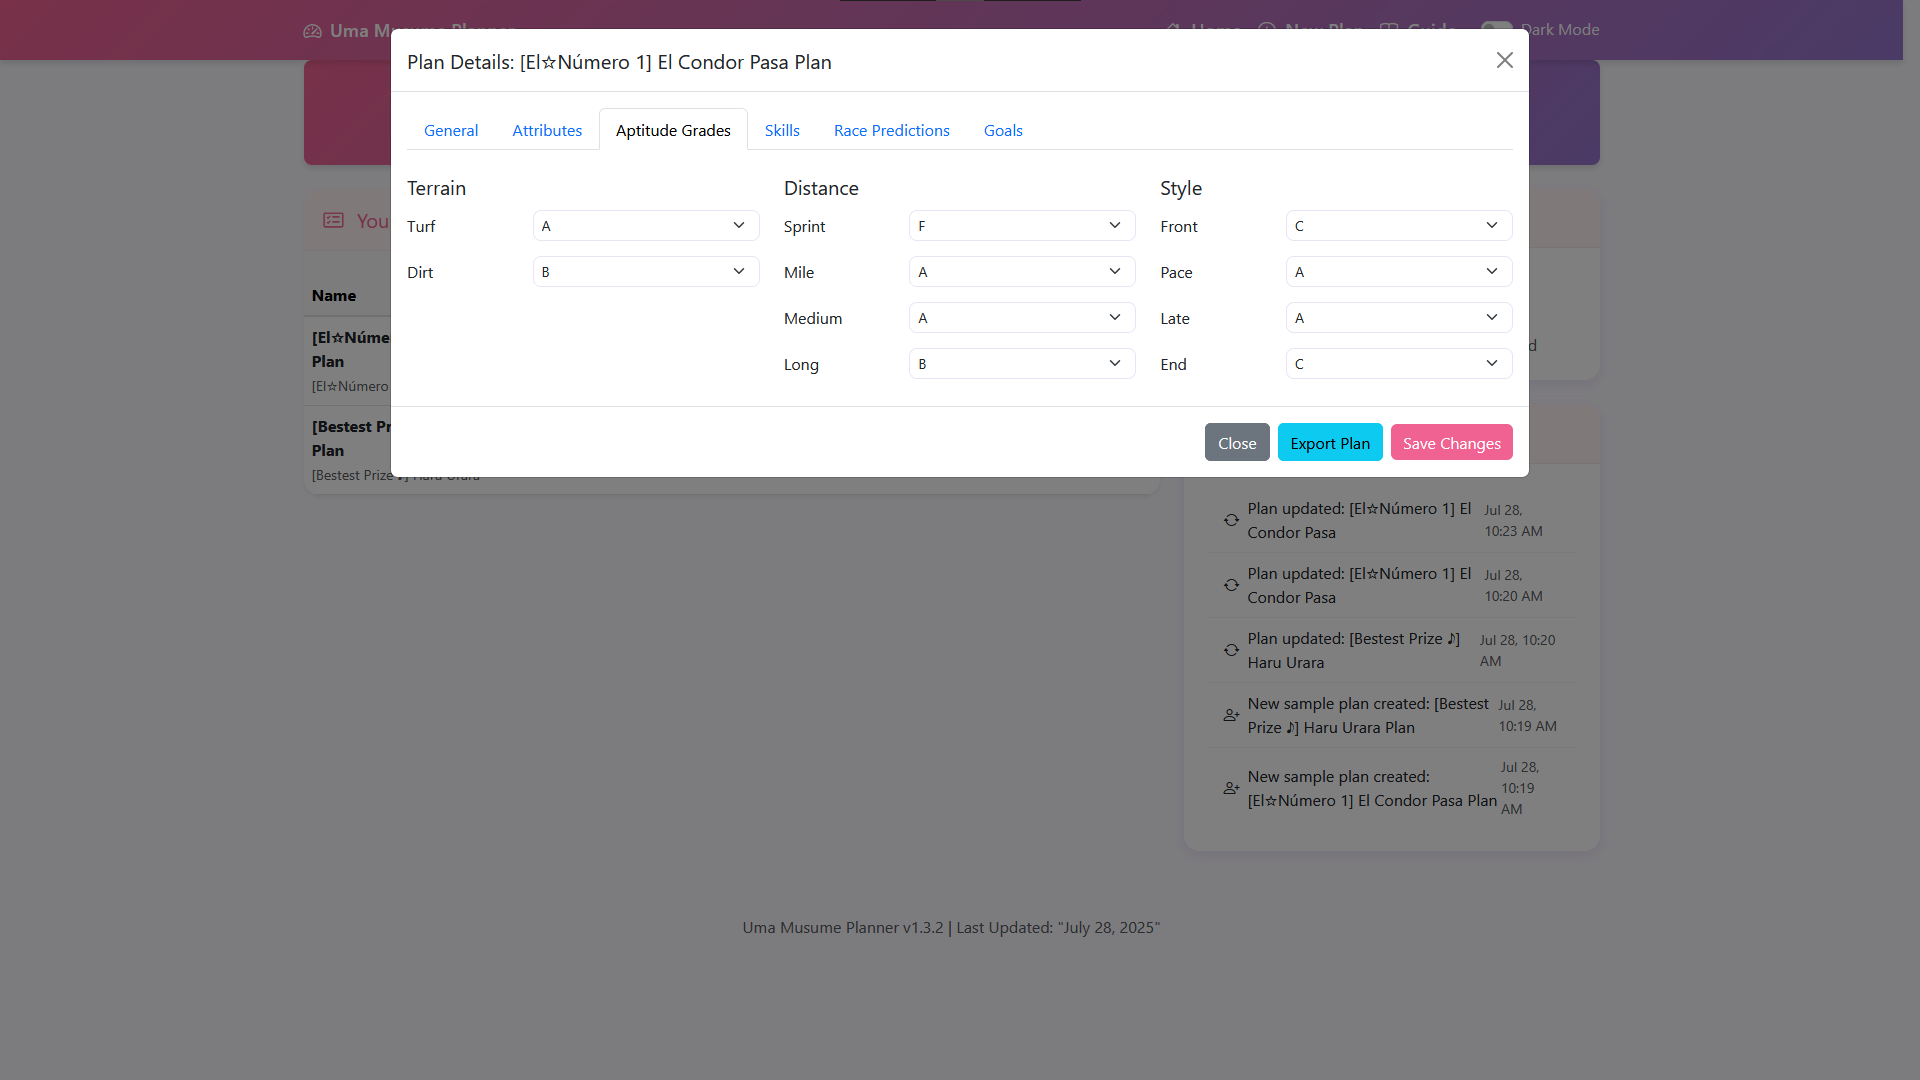 Uma M
Dark Mode
Plan Details: [El☆Número 1] El Condor Pasa Plan
General
Attributes
Aptitude Grades
Skills
Race Predictions
Goals
Terrain
Turf
A
Dirt
B
Distance
Sprint
F
Mile
A
Medium
A
Long
B
Style
Front
C
Pace
A
Late
A
End
C
Close
Export Plan
Save Changes
You
Name
[El☆Núme
Plan
[El☆Número
[Bestest Pr
Plan
[Bestest Prize ♪] Haru Urara
d
Plan updated: [El☆Número 1] El
Condor Pasa
Jul 28,
10:23 AM
Plan updated: [El☆Número 1] El
Condor Pasa
Jul 28,
10:20 AM
Plan updated: [Bestest Prize ♪]
Haru Urara
Jul 28, 10:20
AM
New sample plan created: [Bestest
Prize ♪] Haru Urara Plan
Jul 28,
10:19 AM
New sample plan created:
[El☆Número 1] El Condor Pasa Plan
Jul 28,
10:19
AM
Uma Musume Planner v1.3.2 | Last Updated: "July 28, 2025"